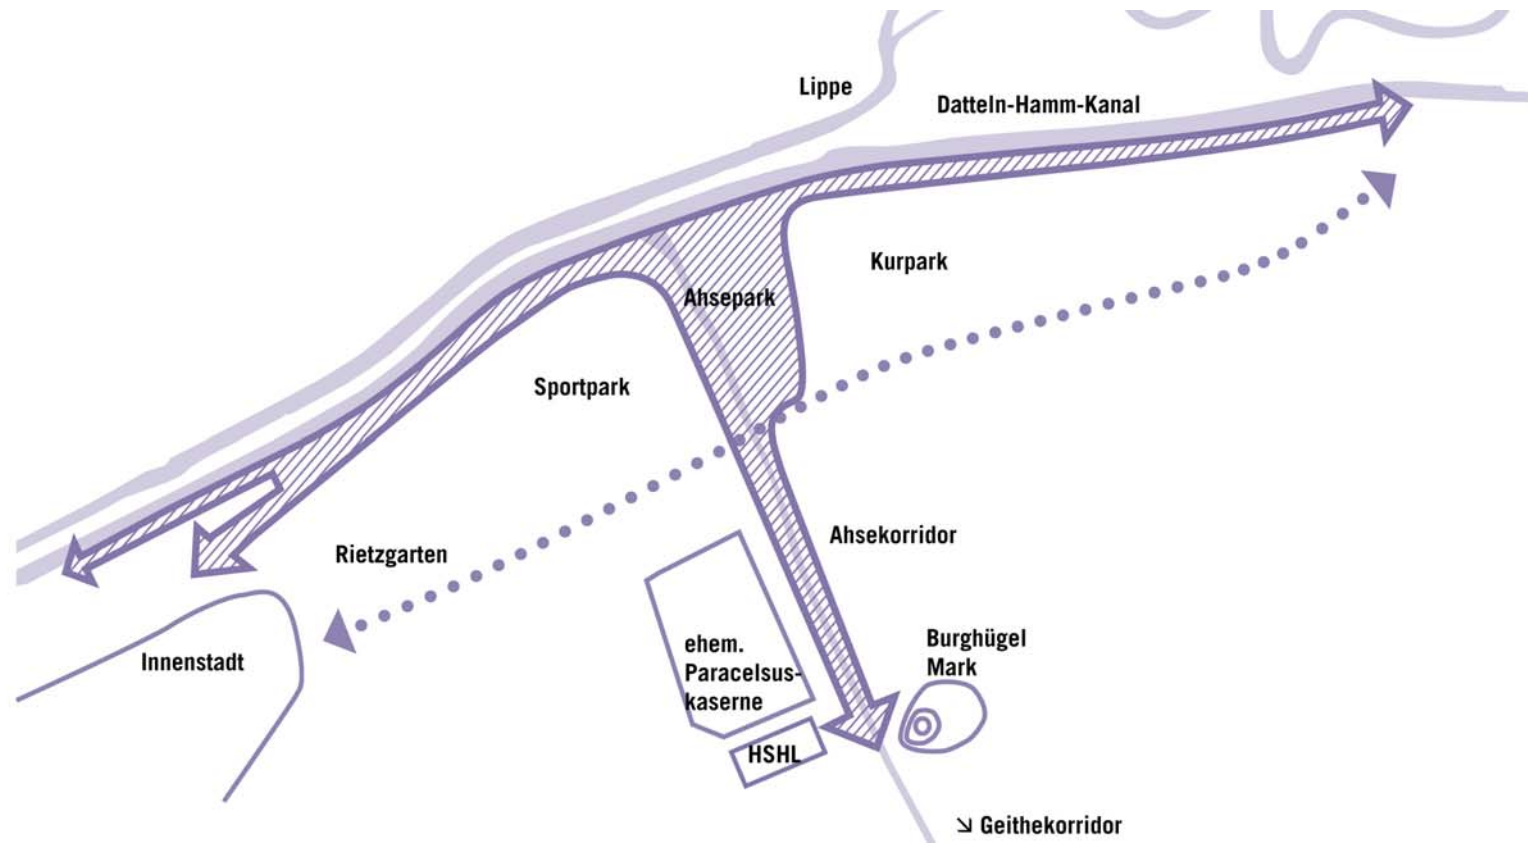 Lippe
Datteln-Hamm-Kanal
Kurpark
Ahsepark
Sportpark
Ahsekorridor
Rietzgarten
Innenstadt
ehem.
Paracelsus-
kaserne
Burghügel
Mark
HSHL
↘ Geithekorridor